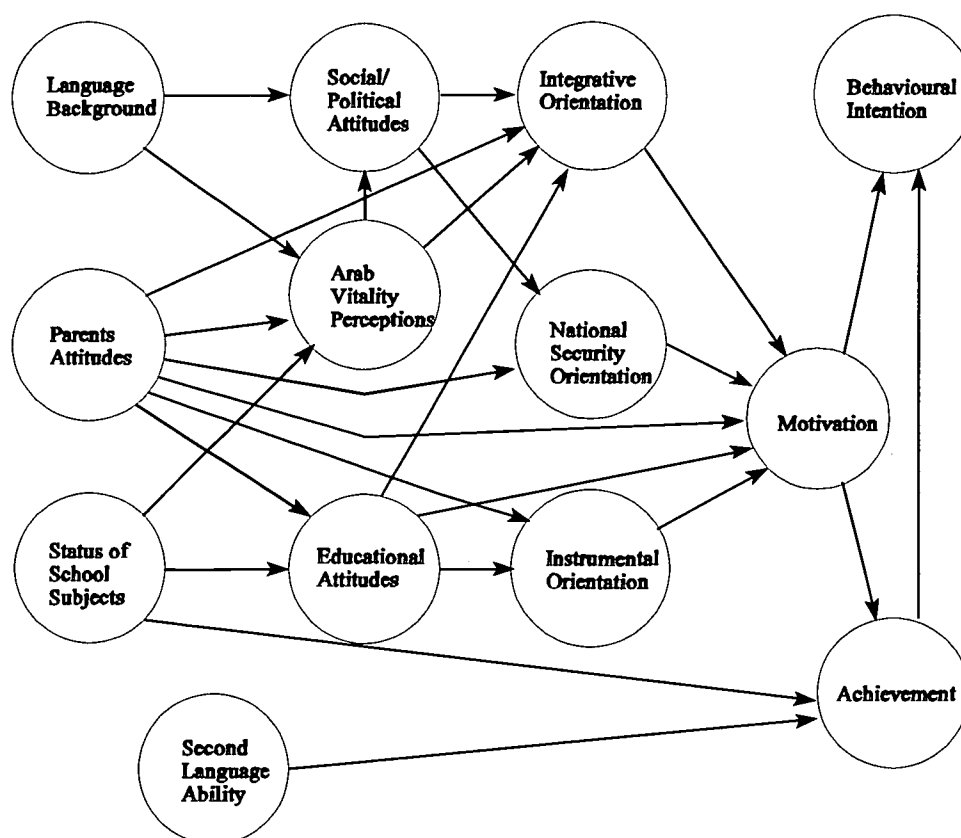 Language
Background
Social/
Political
Attitudes
Integrative
Orientation
Behavioural
Intention
Arab
Vitality
Perceptions
Parents
Attitudes
National
Security
Orientation
Motivation
Status of
School
Subjects
Educational
Attitudes
Instrumental
Orientation
Achievement
Second
Language
Ability